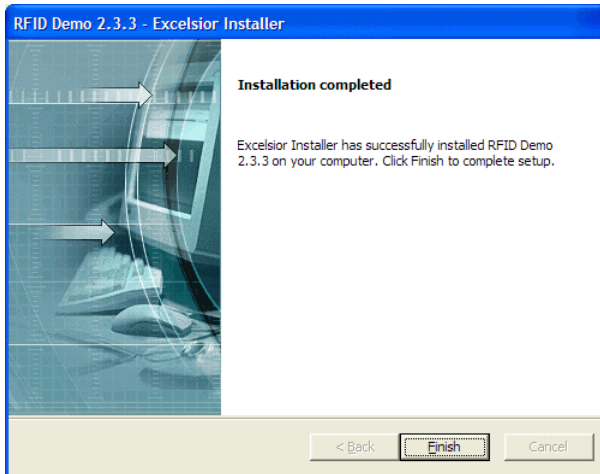 RFID Demo 2.3.3 - Excelsior Installer
Installation completed
Excelsior Installer has successfully installed RFID Demo
2.3.3 on your computer. Click Finish to complete setup.
< Back
Finish
Cancel